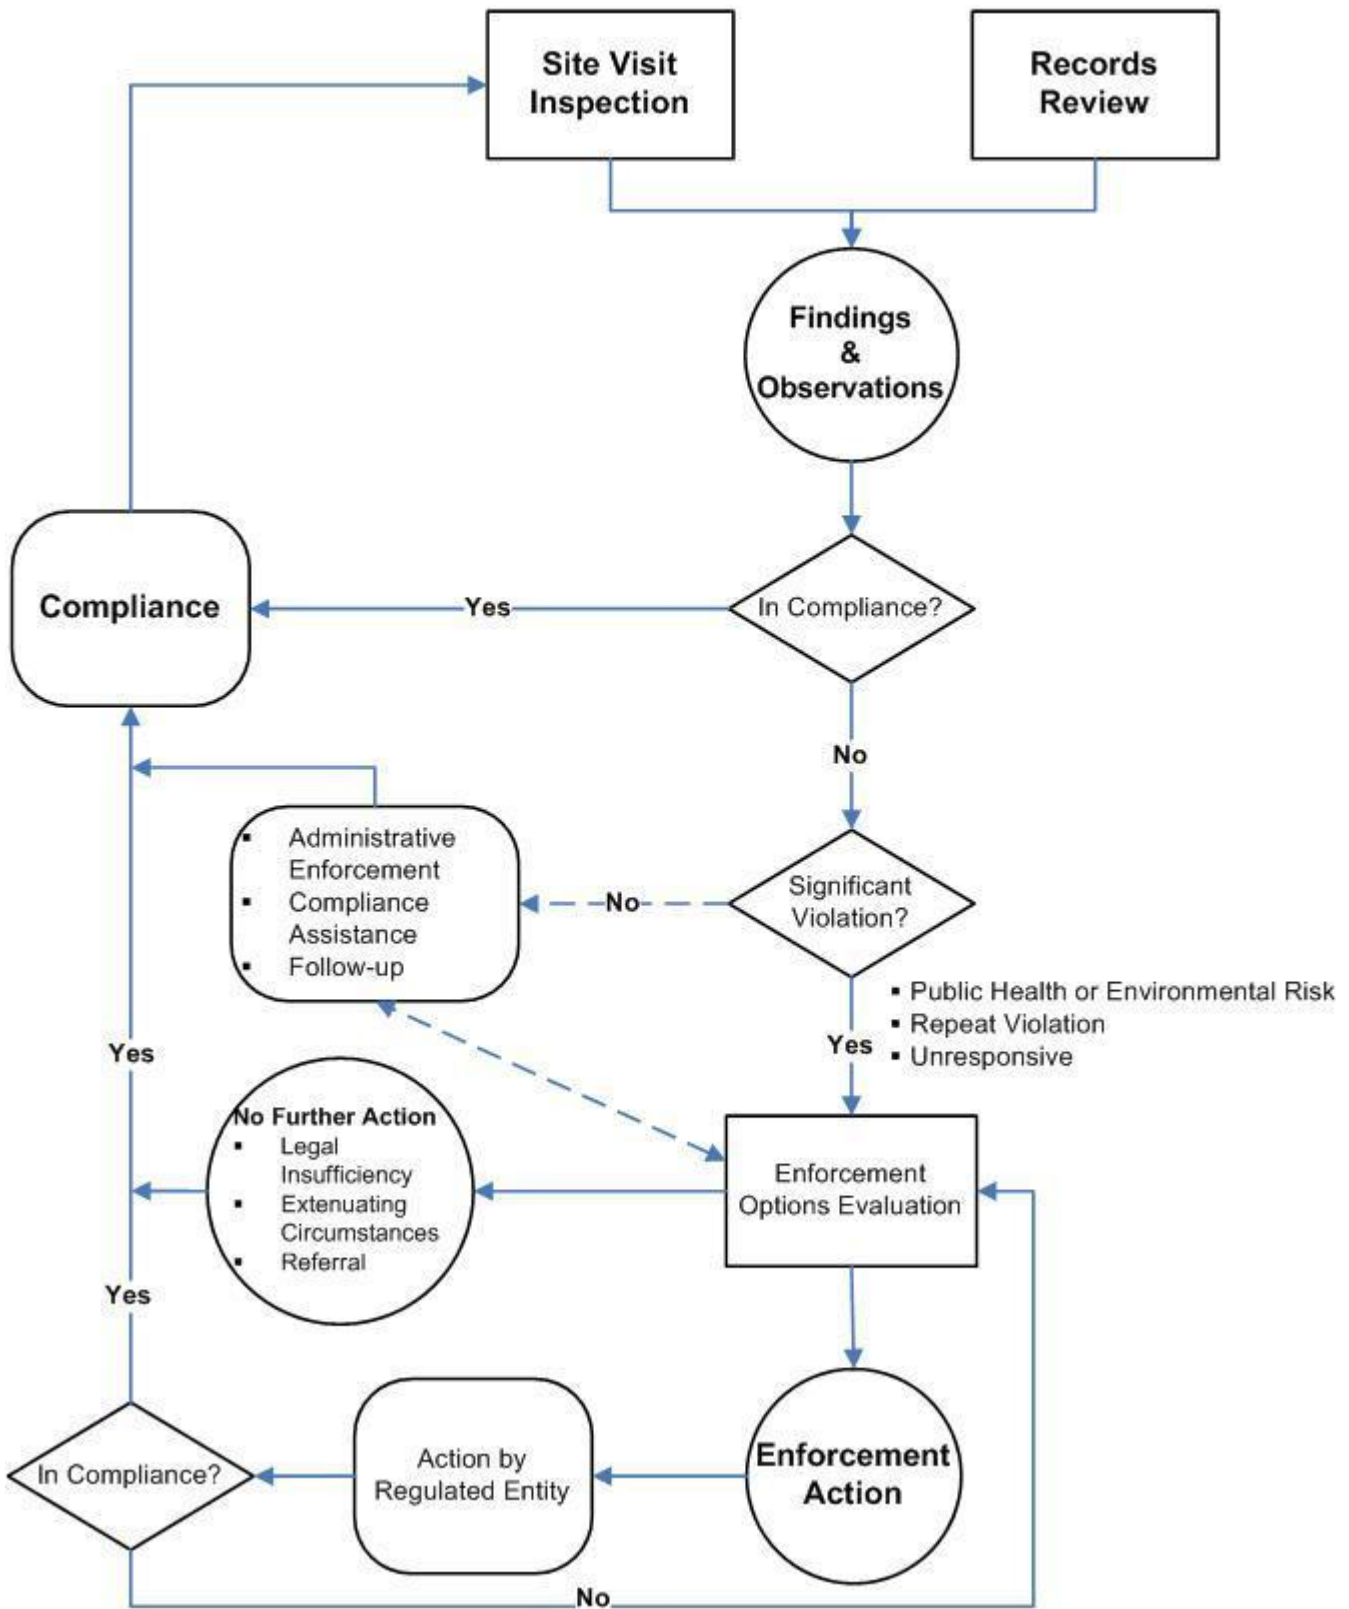 Site Visit
Inspection
Records
Review
Findings
&
Observations
In Compliance?
Yes
Compliance
No
Significant
Violation?
No
▪ Administrative
Enforcement
▪ Compliance
Assistance
▪ Follow-up
Yes
▪ Public Health or Environmental Risk
▪ Repeat Violation
▪ Unresponsive
Enforcement
Options Evaluation
No Further Action
▪ Legal
Insufficiency
▪ Extenuating
Circumstances
▪ Referral
Yes
Yes
Enforcement
Action
Action by
Regulated Entity
In Compliance?
No